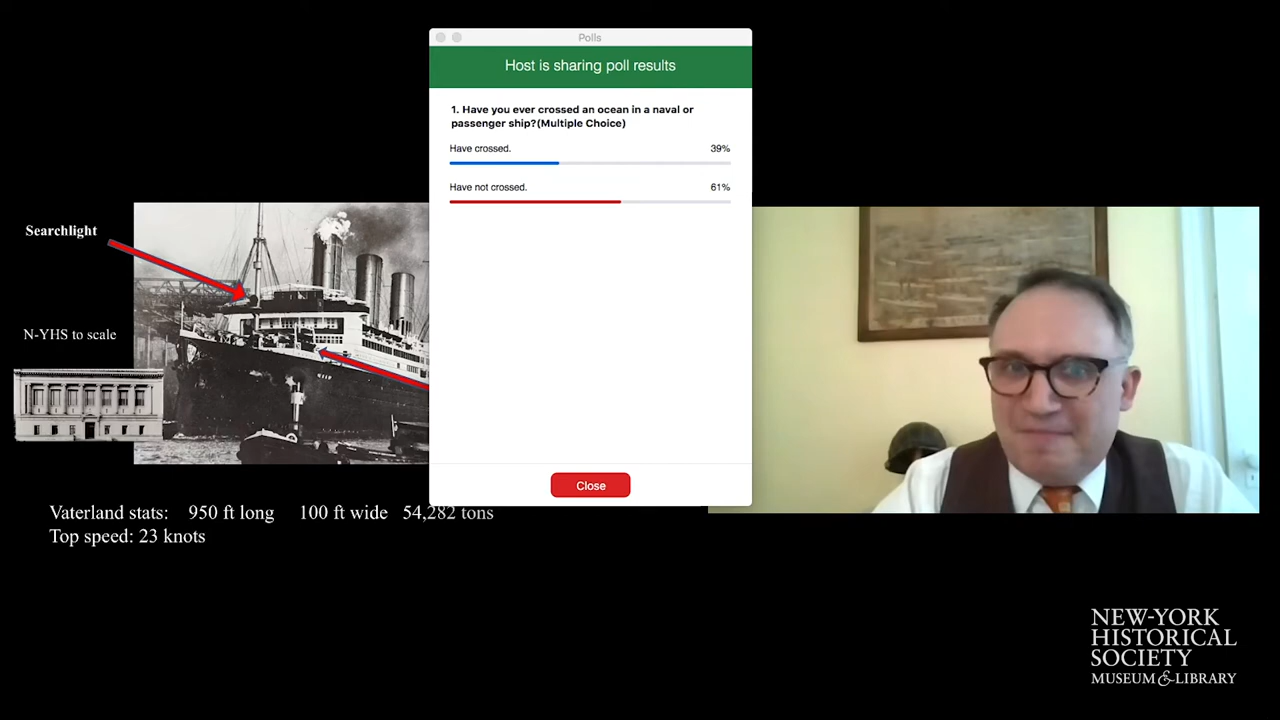 Polls
Host is sharing poll results
1. Have you ever crossed an ocean in a naval or
passenger ship?(Multiple Choice)
Have crossed. 39%
Have not crossed. 61%
Close
Searchlight
N-YHS to scale
Vaterland stats: 950 ft long 100 ft wide 54,282 tons
Top speed: 23 knots
NEW-YORK
HISTORICAL
SOCIETY
MUSEUM & LIBRARY